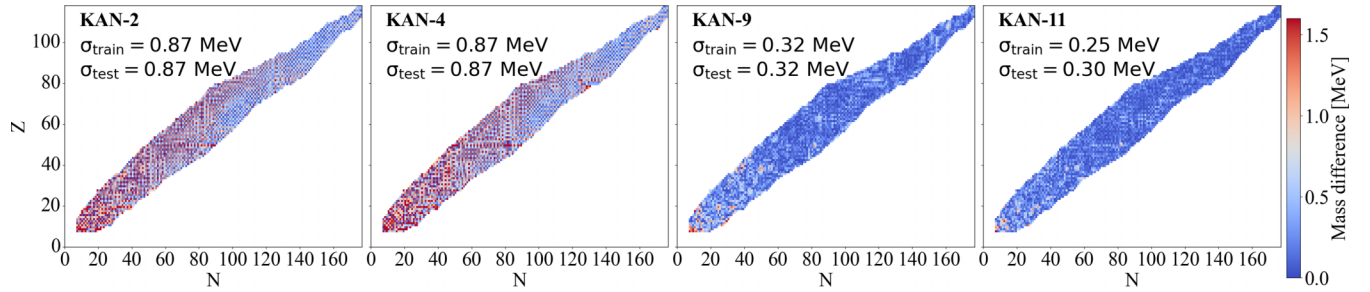 KAN-2
σtrain = 0.87 MeV
σtest = 0.87 MeV
KAN-4
σtrain = 0.87 MeV
σtest = 0.87 MeV
KAN-9
σtrain = 0.32 MeV
σtest = 0.32 MeV
KAN-11
σtrain = 0.25 MeV
σtest = 0.30 MeV
Z
100
80
60
40
20
0
0 20 40 60 80 100 120 140 160
0 20 40 60 80 100 120 140 160
0 20 40 60 80 100 120 140 160
0 20 40 60 80 100 120 140 160
N
N
N
N
1.5
1.0
0.5
0.0
Mass difference [MeV]